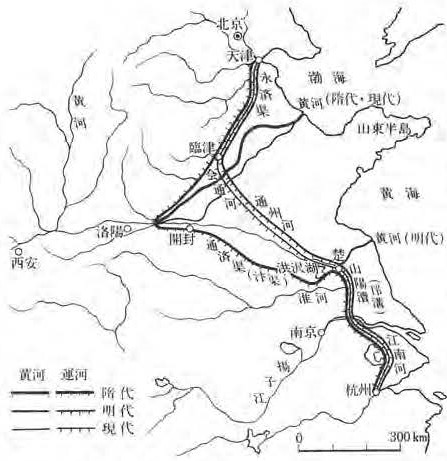 北京
天津
永済渠
渤海
黄河(隋代・現代)
山東半島
黄河
臨津
会通河
通州河
黄海
黄河(明代)
洛陽
開封
西安
通済渠
(汴渠)
洪沢湖
楚
山陽瀆
(邗溝)
淮河
南京
揚子江
江南河
杭州
黄河 運河
隋代
明代
現代
0 300km